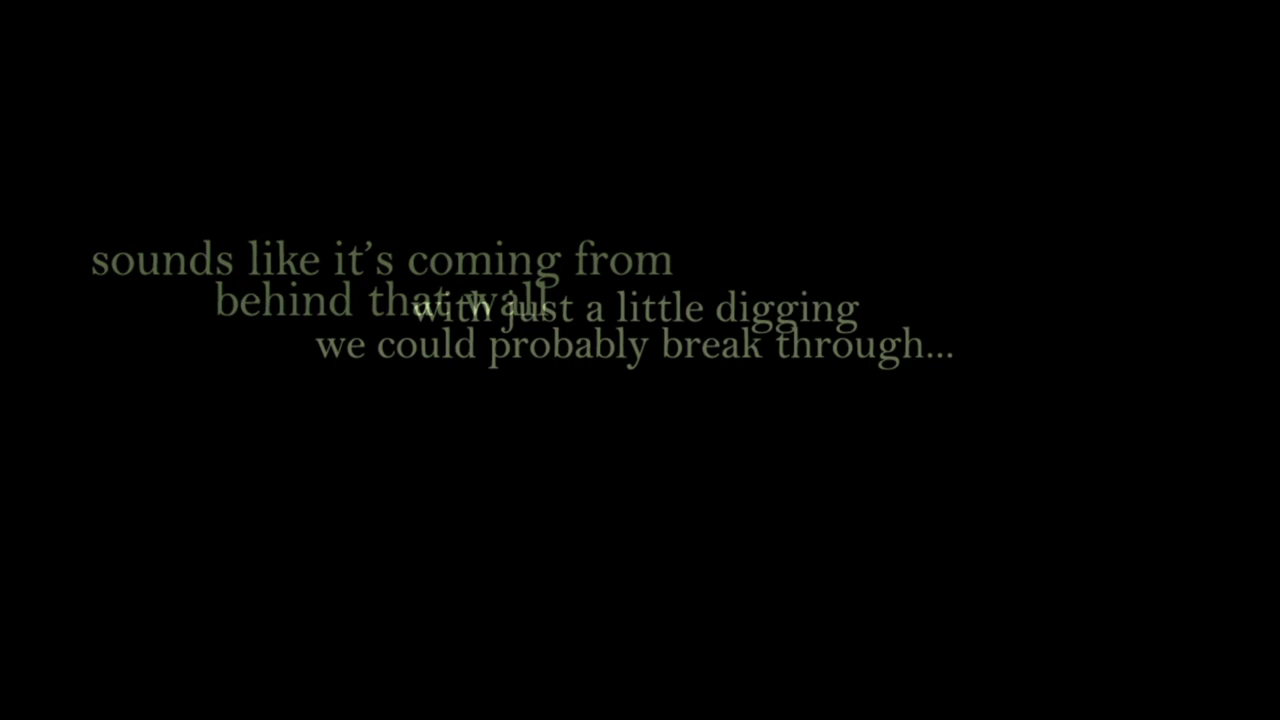 sounds like it’s coming from
behind that wall
with just a little digging
we could probably break through...